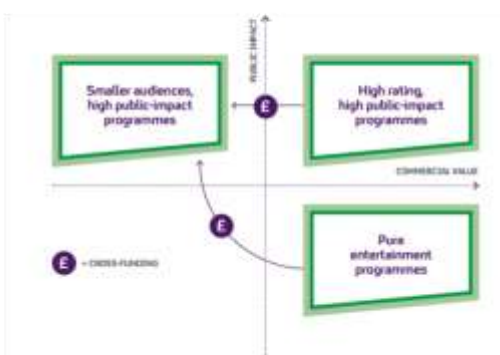 PUBLIC IMPACT
Smaller audiences,
high public-impact
programmes
£
High rating,
high public-impact
programmes
COMMERCIAL VALUE
£
Pure
entertainment
programmes
£ = CROSS-FUNDING